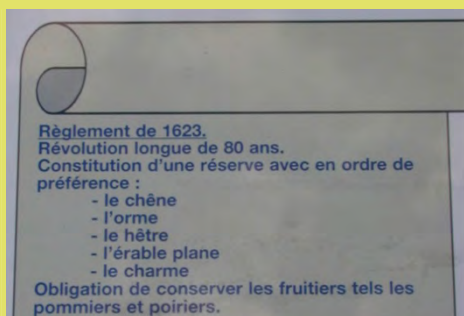 Règlement de 1623.
Révolution longue de 80 ans.
Constitution d'une réserve avec en ordre de
préférence :
- le chêne
- l'orme
- le hêtre
- l'érable plane
- le charme
Obligation de conserver les fruitiers tels les
pommiers et poiriers.